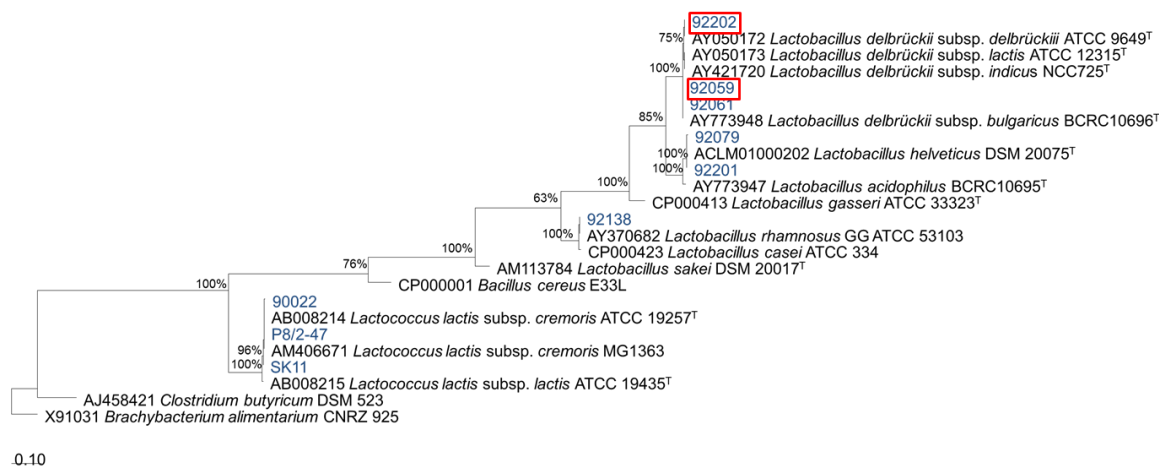 92202
75%
AY050172 Lactobacillus delbrückii subsp. delbrückiii ATCC 9649ᵀ
AY050173 Lactobacillus delbrückii subsp. lactis ATCC 12315ᵀ
100%
AY421720 Lactobacillus delbrückii subsp. indicus NCC725ᵀ
92059
92061
85%
AY773948 Lactobacillus delbrückii subsp. bulgaricus BCRC10696ᵀ
92079
100%
ACLM01000202 Lactobacillus helveticus DSM 20075ᵀ
100%
92201
100%
AY773947 Lactobacillus acidophilus BCRC10695ᵀ
63%
CP000413 Lactobacillus gasseri ATCC 33323ᵀ
92138
100%
AY370682 Lactobacillus rhamnosus GG ATCC 53103
100%
CP000423 Lactobacillus casei ATCC 334
76%
AM113784 Lactobacillus sakei DSM 20017ᵀ
100%
CP000001 Bacillus cereus E33L
90022
AB008214 Lactococcus lactis subsp. cremoris ATCC 19257ᵀ
P8/2-47
96%
AM406671 Lactococcus lactis subsp. cremoris MG1363
100%
SK11
AB008215 Lactococcus lactis subsp. lactis ATCC 19435ᵀ
AJ458421 Clostridium butyricum DSM 523
X91031 Brachybacterium alimentarium CNRZ 925
0.10